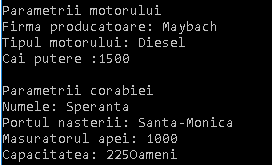 Parametrii motorului
Firma producatoare: Maybach
Tipul motorului: Diesel
Cai putere :1500
Parametrii corabiei
Numele: Speranta
Portul nasterii: Santa-Monica
Masuratorul apei: 1000
Capacitatea: 225Oameni